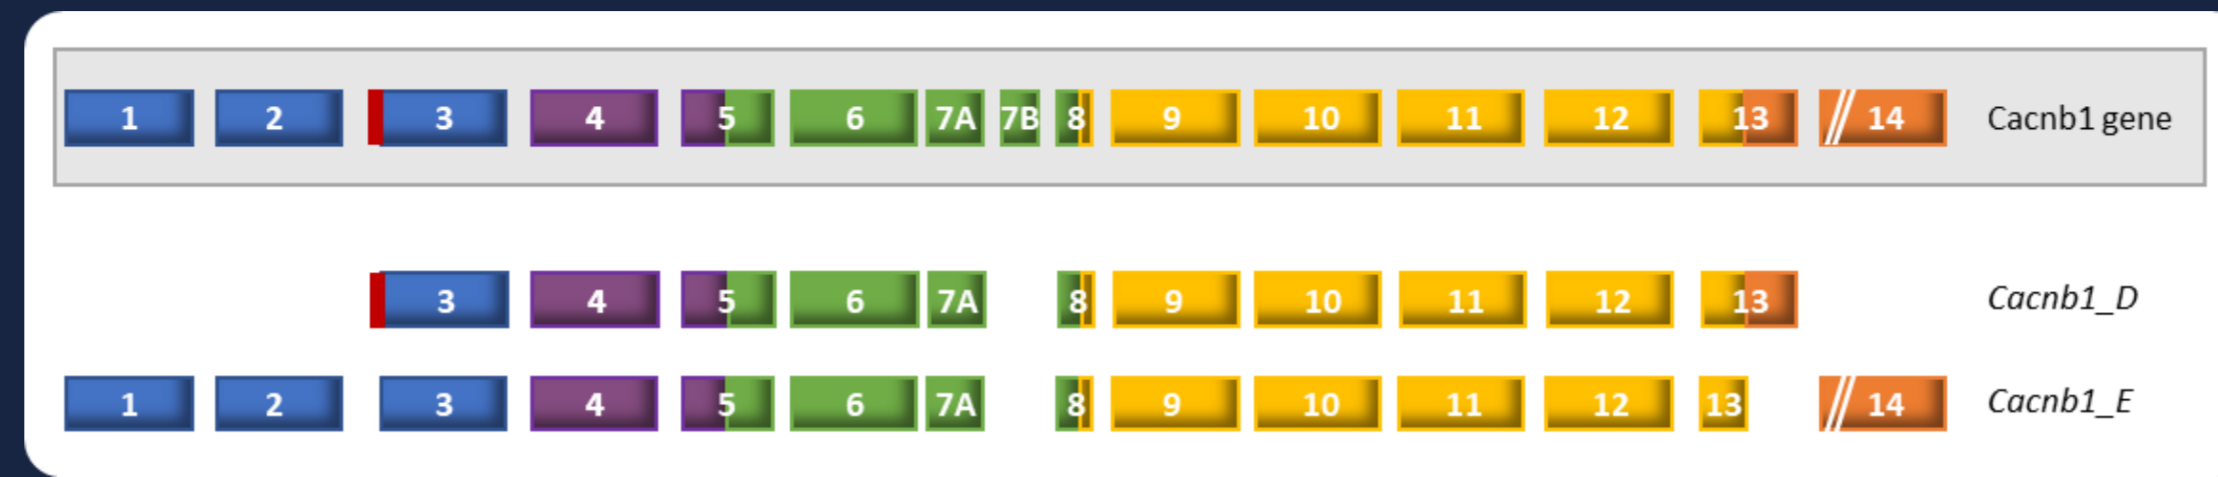 1 2 3 4 5 6 7A 7B 8 9 10 11 12 13 14 Cacnb1 gene
3 4 5 6 7A 8 9 10 11 12 13 Cacnb1_D
1 2 3 4 5 6 7A 8 9 10 11 12 13 14 Cacnb1_E